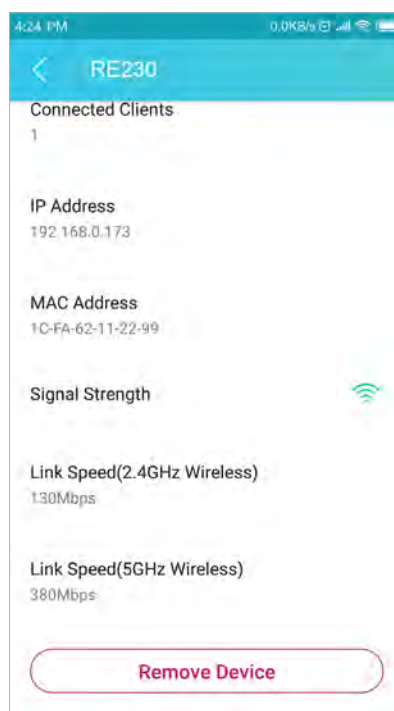 4:24 PM 0.0KB/s
RE230
Connected Clients
1
IP Address
192.168.0.173
MAC Address
1C-FA-62-11-22-99
Signal Strength
Link Speed(2.4GHz Wireless)
130Mbps
Link Speed(5GHz Wireless)
380Mbps
Remove Device